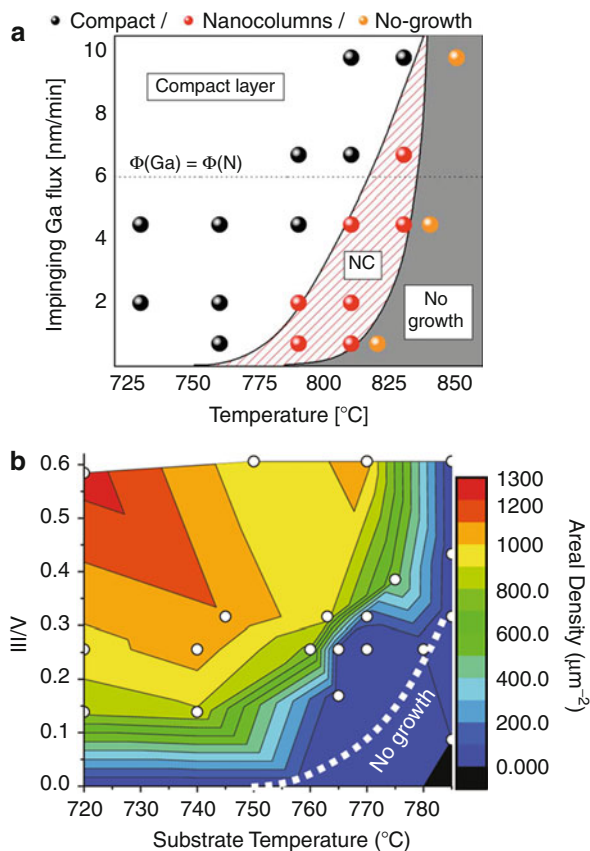 Compact / Nanocolumns / No-growth
a
10
8
6
4
2
Impinging Ga flux [nm/min]
Compact layer
Φ(Ga) = Φ(N)
NC
No
growth
725 750 775 800 825 850
Temperature [°C]
b
0.6
0.5
0.4
0.3
0.2
0.1
0.0
III/V
No growth
720 730 740 750 760 770 780
Substrate Temperature (°C)
1300
1200
1000
800.0
600.0
400.0
200.0
0.000
Areal Density (μm⁻²)